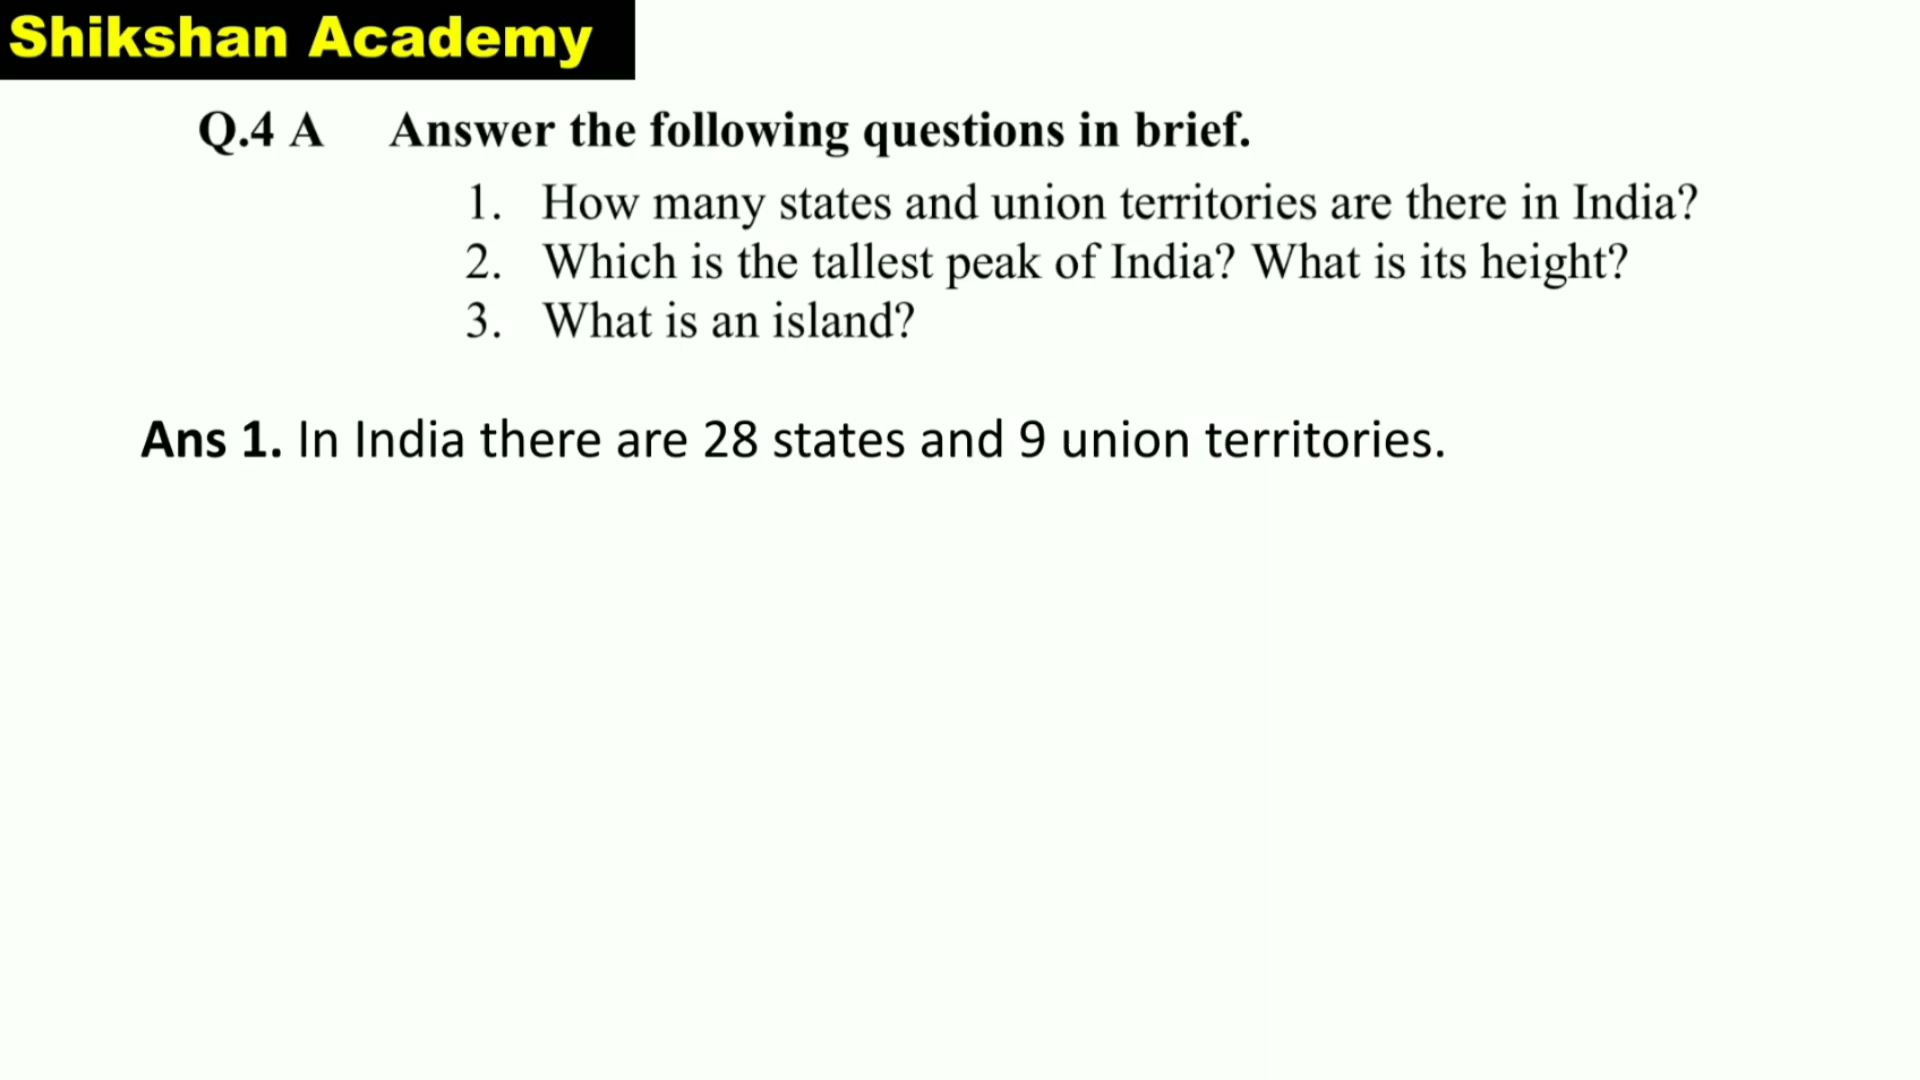 Shikshan Academy
Q.4 A Answer the following questions in brief.
1. How many states and union territories are there in India?
2. Which is the tallest peak of India? What is its height?
3. What is an island?
Ans 1. In India there are 28 states and 9 union territories.